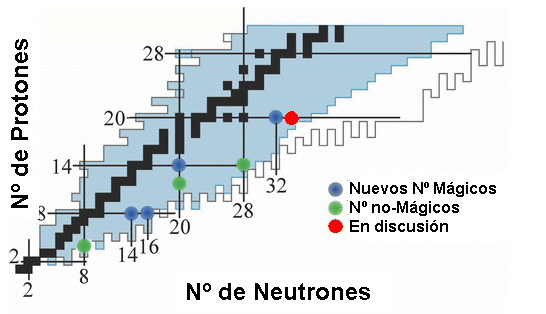 Nº de Protones
28
20
14
8
2
2
8
14
16
20
28
32
Nuevos Nº Mágicos
Nº no-Mágicos
En discusión
Nº de Neutrones